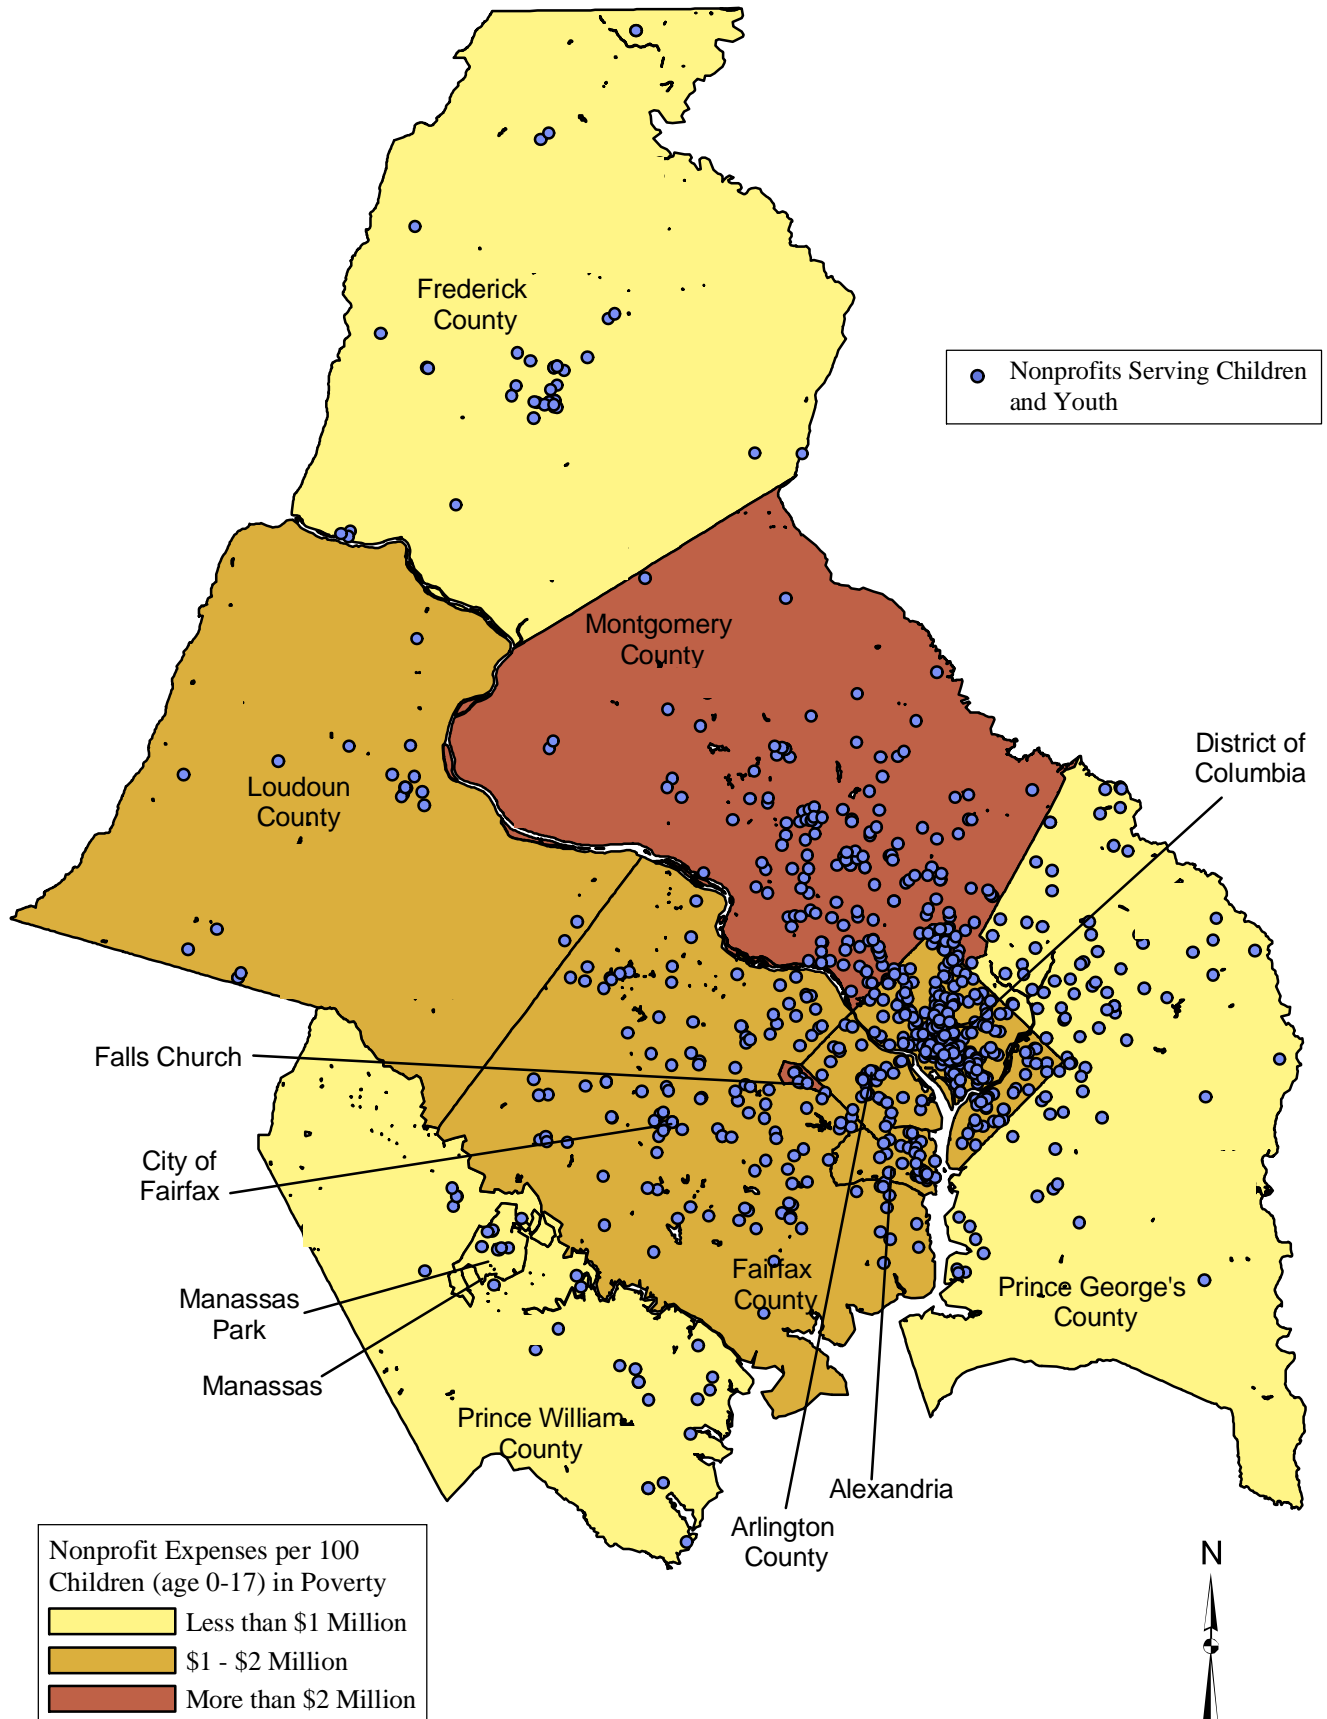 Frederick
County
Nonprofits Serving Children
and Youth
Montgomery
County
District of
Columbia
Loudoun
County
Falls Church
City of
Fairfax
Fairfax
County
Prince George's
County
Manassas
Park
Manassas
Prince William
County
Alexandria
Arlington
County
Nonprofit Expenses per 100
Children (age 0-17) in Poverty
Less than $1 Million
$1 - $2 Million
More than $2 Million
N